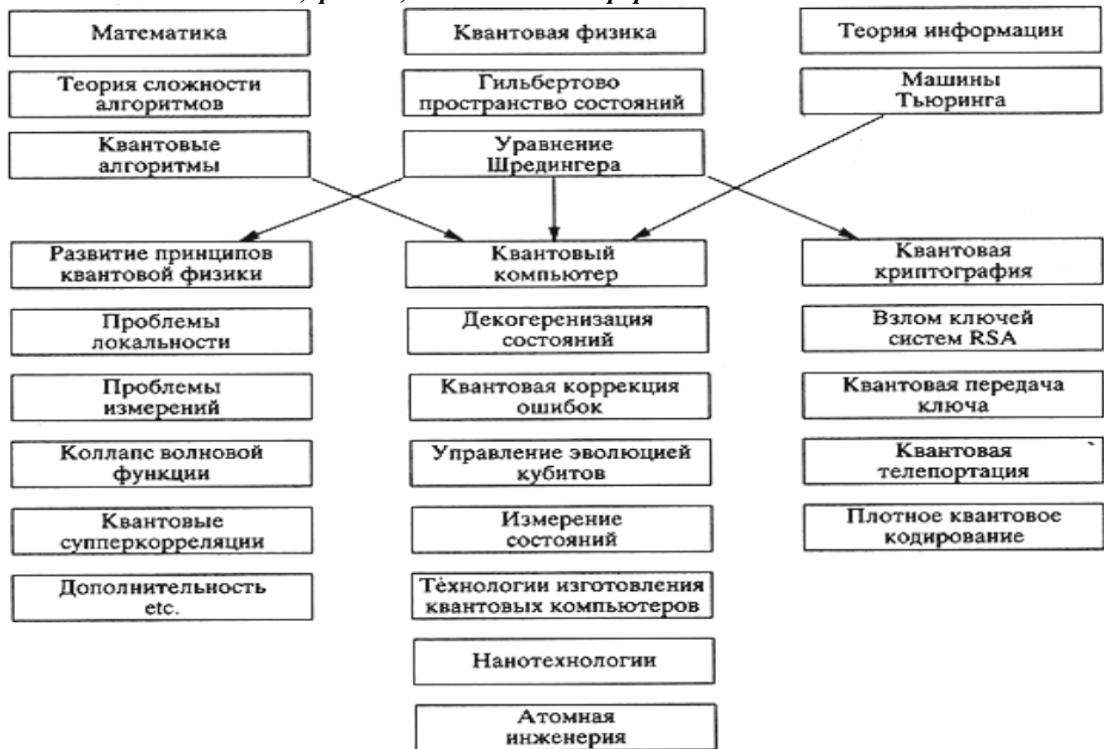 Математика
Теория сложности
алгоритмов
Квантовые
алгоритмы
Квантовая физика
Гильбертово
пространство состояний
Уравнение
Шредингера
Теория информации
Машины
Тьюринга
Развитие принципов
квантовой физики
Проблемы
локальности
Проблемы
измерений
Коллапс волновой
функции
Квантовые
супперкорреляции
Дополнительность
etc.
Квантовый
компьютер
Декогеренизация
состояний
Квантовая коррекция
ошибок
Управление эволюцией
кубитов
Измерение
состояний
Технологии изготовления
квантовых компьютеров
Нанотехнологии
Атомная
инженерия
Квантовая
криптография
Взлом ключей
систем RSA
Квантовая передача
ключа
Квантовая
телепортация
Плотное квантовое
кодирование